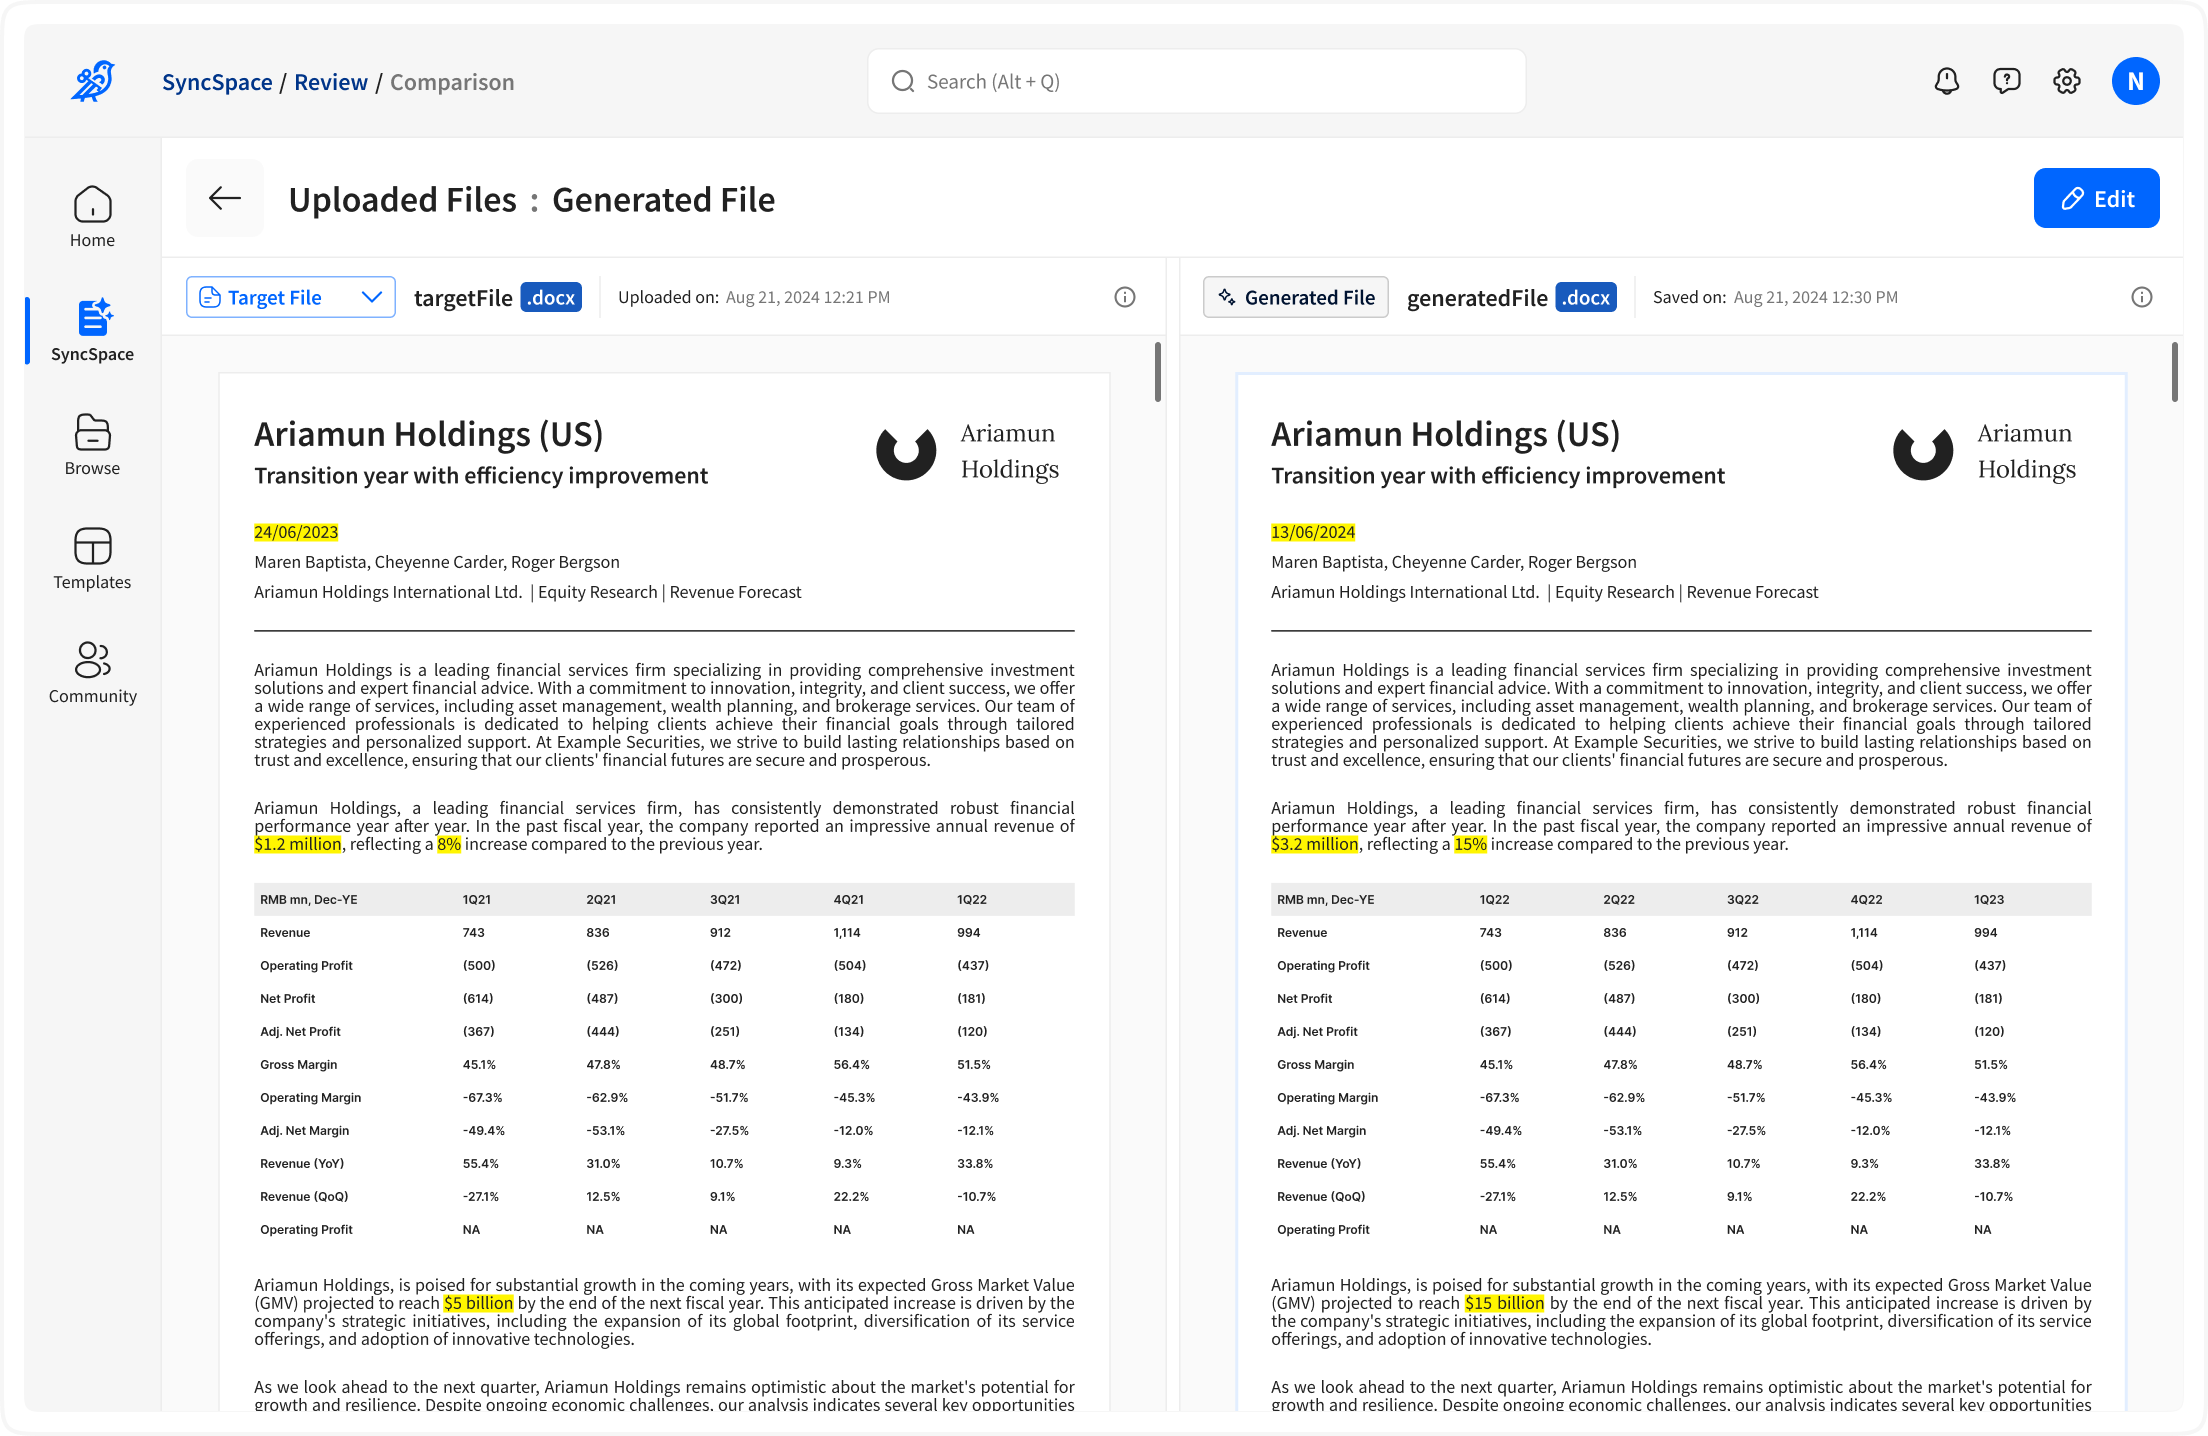 SyncSpace / Review / Comparison
Search (Alt + Q)
N
Home
SyncSpace
Browse
Templates
Community
Uploaded Files : Generated File
Edit
Target File
targetFile .docx
Uploaded on: Aug 21, 2024 12:21 PM
Ariamun Holdings (US)
Transition year with efficiency improvement
Ariamun
Holdings
24/06/2023
Maren Baptista, Cheyenne Carder, Roger Bergson
Ariamun Holdings International Ltd. | Equity Research | Revenue Forecast
Ariamun Holdings is a leading financial services firm specializing in providing comprehensive investment
solutions and expert financial advice. With a commitment to innovation, integrity, and client success, we offer
a wide range of services, including asset management, wealth planning, and brokerage services. Our team of
experienced professionals is dedicated to helping clients achieve their financial goals through tailored
strategies and personalized support. At Example Securities, we strive to build lasting relationships based on
trust and excellence, ensuring that our clients' financial futures are secure and prosperous.
Ariamun Holdings, a leading financial services firm, has consistently demonstrated robust financial
performance year after year. In the past fiscal year, the company reported an impressive annual revenue of
$1.2 million, reflecting a 8% increase compared to the previous year.
RMB mn, Dec-YE 1Q21 2Q21 3Q21 4Q21 1Q22
Revenue 743 836 912 1,114 994
Operating Profit (500) (526) (472) (504) (437)
Net Profit (614) (487) (300) (180) (181)
Adj. Net Profit (367) (444) (251) (134) (120)
Gross Margin 45.1% 47.8% 48.7% 56.4% 51.5%
Operating Margin -67.3% -62.9% -51.7% -45.3% -43.9%
Adj. Net Margin -49.4% -53.1% -27.5% -12.0% -12.1%
Revenue (YoY) 55.4% 31.0% 10.7% 9.3% 33.8%
Revenue (QoQ) -27.1% 12.5% 9.1% 22.2% -10.7%
Operating Profit NA NA NA NA NA
Ariamun Holdings, is poised for substantial growth in the coming years, with its expected Gross Market Value
(GMV) projected to reach $5 billion by the end of the next fiscal year. This anticipated increase is driven by the
company's strategic initiatives, including the expansion of its global footprint, diversification of its service
offerings, and adoption of innovative technologies.
As we look ahead to the next quarter, Ariamun Holdings remains optimistic about the market's potential for
growth and resilience. Despite ongoing economic challenges, our analysis indicates several key opportunities
Generated File
generatedFile .docx
Saved on: Aug 21, 2024 12:30 PM
Ariamun Holdings (US)
Transition year with efficiency improvement
Ariamun
Holdings
13/06/2024
Maren Baptista, Cheyenne Carder, Roger Bergson
Ariamun Holdings International Ltd. | Equity Research | Revenue Forecast
Ariamun Holdings is a leading financial services firm specializing in providing comprehensive investment
solutions and expert financial advice. With a commitment to innovation, integrity, and client success, we offer
a wide range of services, including asset management, wealth planning, and brokerage services. Our team of
experienced professionals is dedicated to helping clients achieve their financial goals through tailored
strategies and personalized support. At Example Securities, we strive to build lasting relationships based on
trust and excellence, ensuring that our clients' financial futures are secure and prosperous.
Ariamun Holdings, a leading financial services firm, has consistently demonstrated robust financial
performance year after year. In the past fiscal year, the company reported an impressive annual revenue of
$3.2 million, reflecting a 15% increase compared to the previous year.
RMB mn, Dec-YE 1Q22 2Q22 3Q22 4Q22 1Q23
Revenue 743 836 912 1,114 994
Operating Profit (500) (526) (472) (504) (437)
Net Profit (614) (487) (300) (180) (181)
Adj. Net Profit (367) (444) (251) (134) (120)
Gross Margin 45.1% 47.8% 48.7% 56.4% 51.5%
Operating Margin -67.3% -62.9% -51.7% -45.3% -43.9%
Adj. Net Margin -49.4% -53.1% -27.5% -12.0% -12.1%
Revenue (YoY) 55.4% 31.0% 10.7% 9.3% 33.8%
Revenue (QoQ) -27.1% 12.5% 9.1% 22.2% -10.7%
Operating Profit NA NA NA NA NA
Ariamun Holdings, is poised for substantial growth in the coming years, with its expected Gross Market Value
(GMV) projected to reach $15 billion by the end of the next fiscal year. This anticipated increase is driven by
the company's strategic initiatives, including the expansion of its global footprint, diversification of its service
offerings, and adoption of innovative technologies.
As we look ahead to the next quarter, Ariamun Holdings remains optimistic about the market's potential for
growth and resilience. Despite ongoing economic challenges, our analysis indicates several key opportunities